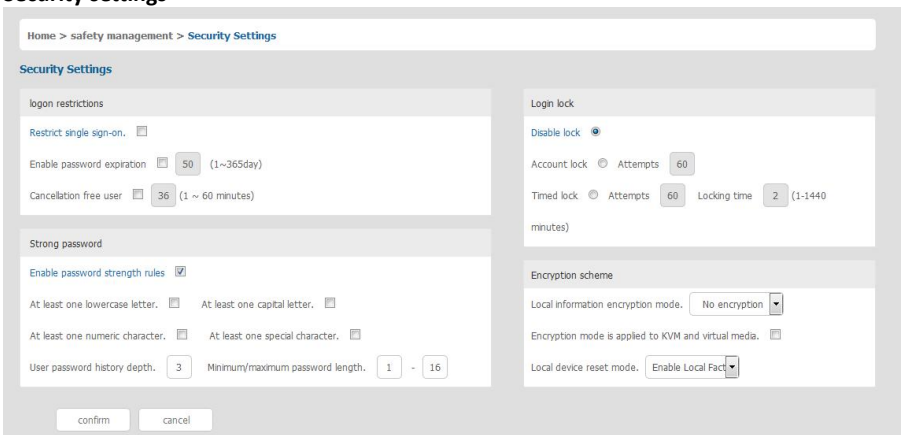 Security Settings
Home > safety management > Security Settings
Security Settings
logon restrictions
Restrict single sign-on.
Enable password expiration 50 (1~365day)
Cancellation free user 36 (1 ~ 60 minutes)
Strong password
Enable password strength rules
At least one lowercase letter. At least one capital letter.
At least one numeric character. At least one special character.
User password history depth. 3 Minimum/maximum password length. 1 - 16
Login lock
Disable lock
Account lock Attempts 60
Timed lock Attempts 60 Locking time 2 (1-1440
minutes)
Encryption scheme
Local information encryption mode. No encryption
Encryption mode is applied to KVM and virtual media.
Local device reset mode. Enable Local Fact
confirm cancel